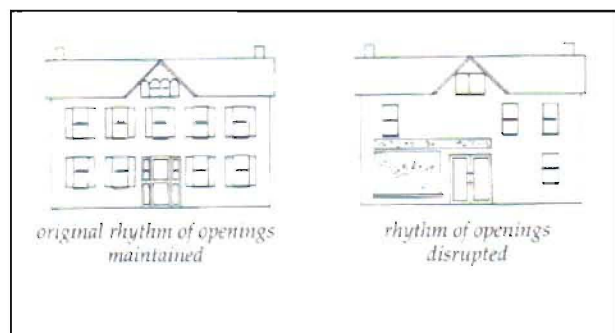 original rhythm of openings
maintained
rhythm of openings
disrupted